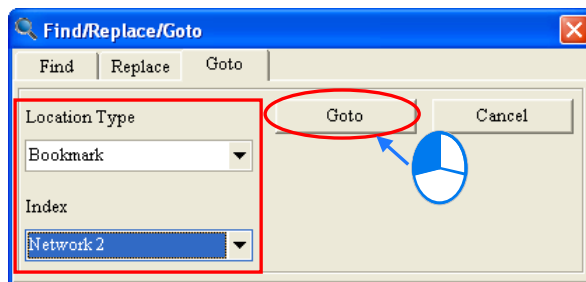 Find/Replace/Goto
Find Replace Goto
Location Type
Goto Cancel
Bookmark
Index
Network 2